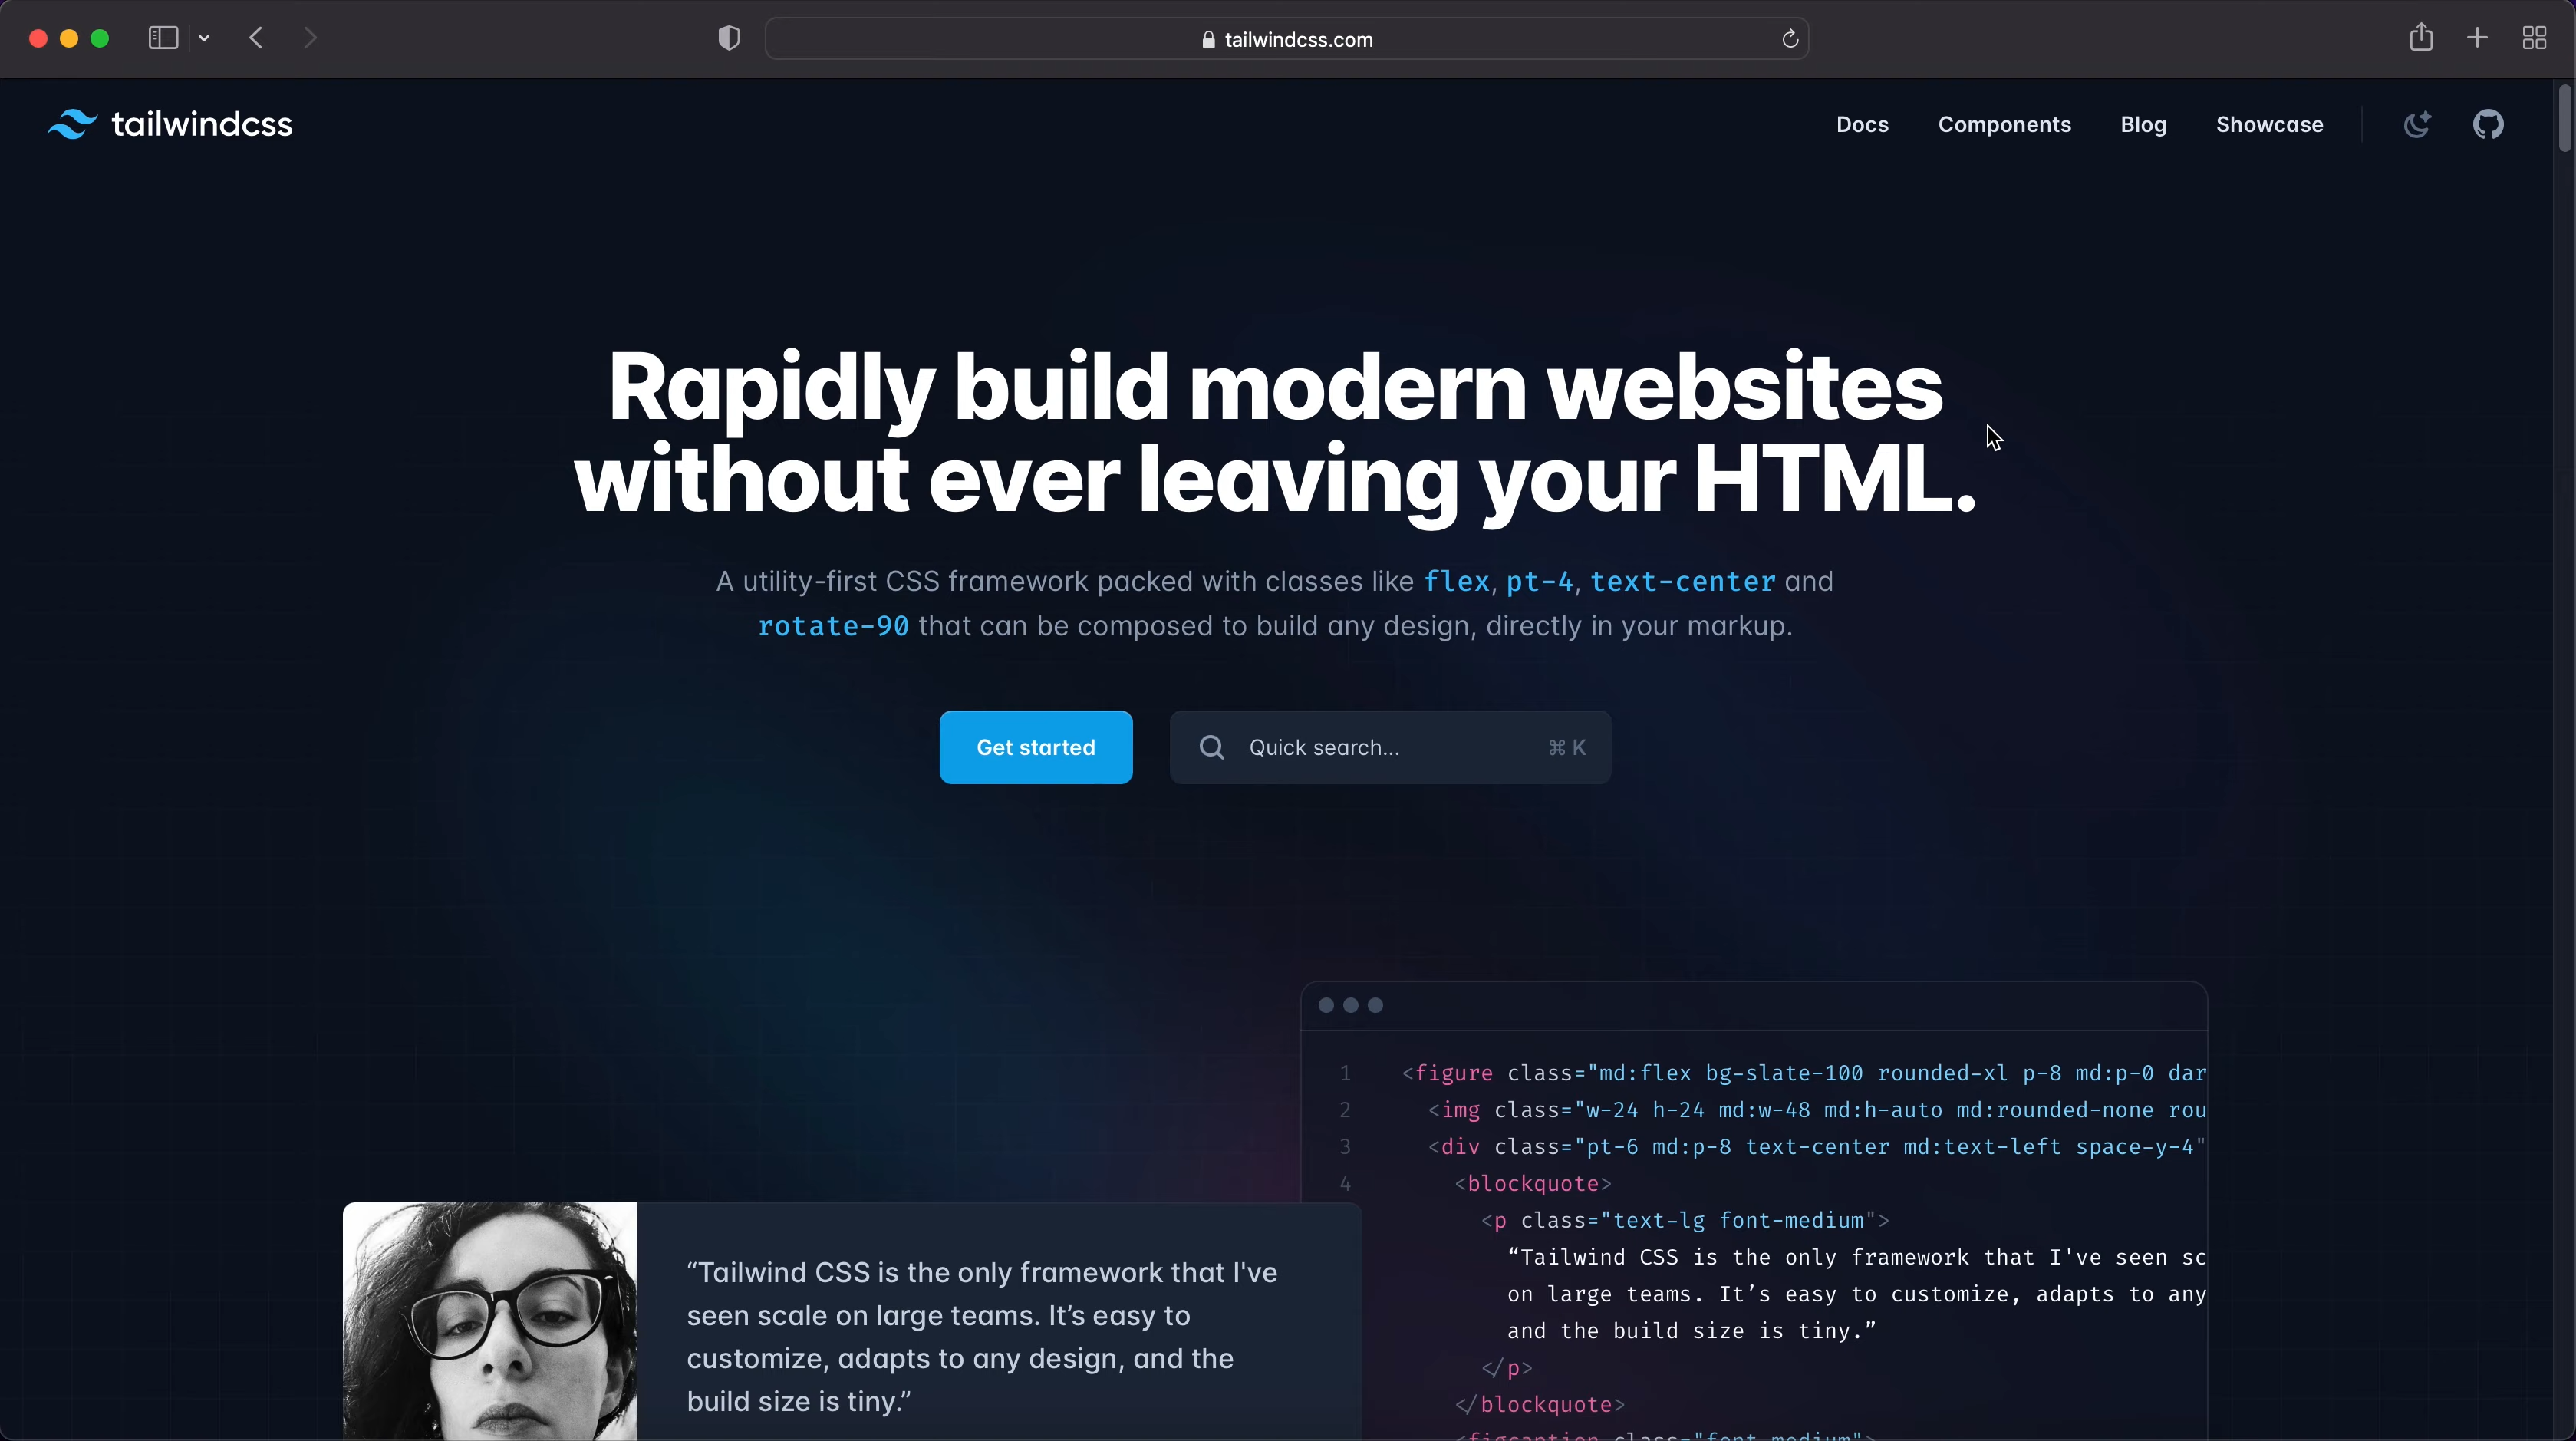 tailwindcss.com
tailwindcss
Docs Components Blog Showcase
Rapidly build modern websites
without ever leaving your HTML.
A utility-first CSS framework packed with classes like flex, pt-4, text-center and
rotate-90 that can be composed to build any design, directly in your markup.
Get started
Quick search... ⌘ K
1 <figure class="md:flex bg-slate-100 rounded-xl p-8 md:p-0 dar
2 <img class="w-24 h-24 md:w-48 md:h-auto md:rounded-none rou
3 <div class="pt-6 md:p-8 text-center md:text-left space-y-4"
4 <blockquote>
<p class="text-lg font-medium">
“Tailwind CSS is the only framework that I've seen sc
on large teams. It’s easy to customize, adapts to any
and the build size is tiny.”
</p>
</blockquote>
<figcaption class="font-medium">
“Tailwind CSS is the only framework that I've
seen scale on large teams. It’s easy to
customize, adapts to any design, and the
build size is tiny.”